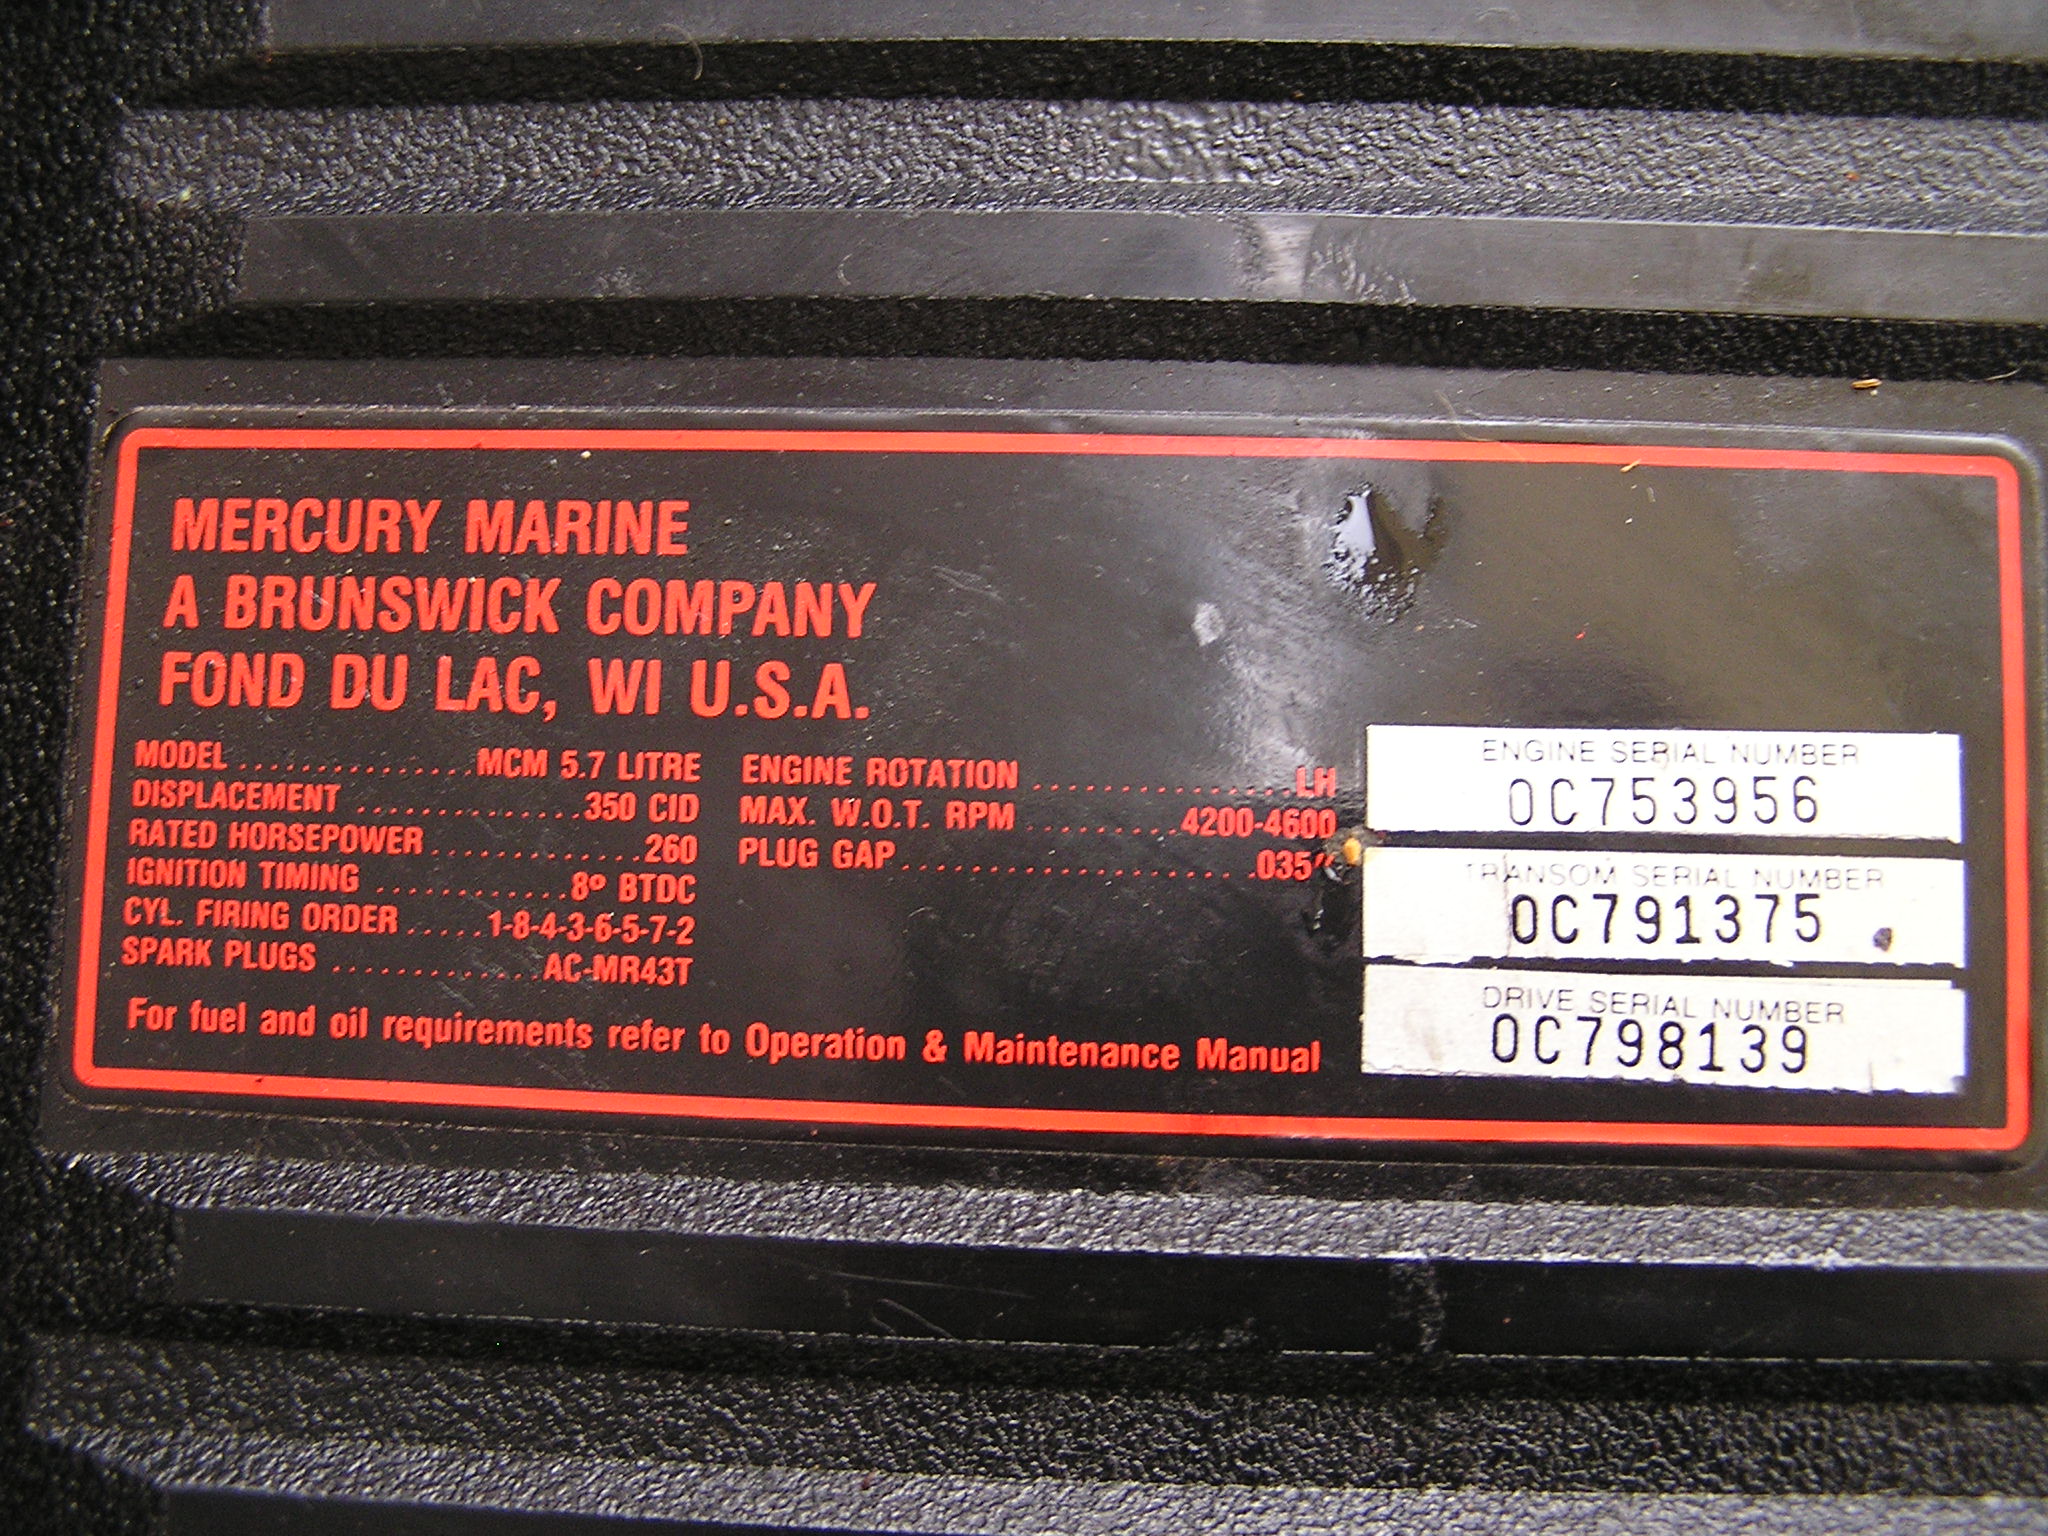 MERCURY MARINE
A BRUNSWICK COMPANY
FOND DU LAC, WI U.S.A.
MODEL ............... MCM 5.7 LITRE
DISPLACEMENT ............. 350 CID
RATED HORSEPOWER ............. 260
IGNITION TIMING ............ 8º BTDC
CYL. FIRING ORDER ..... 1-8-4-3-6-5-7-2
SPARK PLUGS ............. AC-MR43T
ENGINE ROTATION ................ LH
MAX. W.O.T. RPM ......... 4200-4600
PLUG GAP ...................... .035"
For fuel and oil requirements refer to Operation & Maintenance Manual
ENGINE SERIAL NUMBER
0C753956
TRANSOM SERIAL NUMBER
0C791375
DRIVE SERIAL NUMBER
0C798139